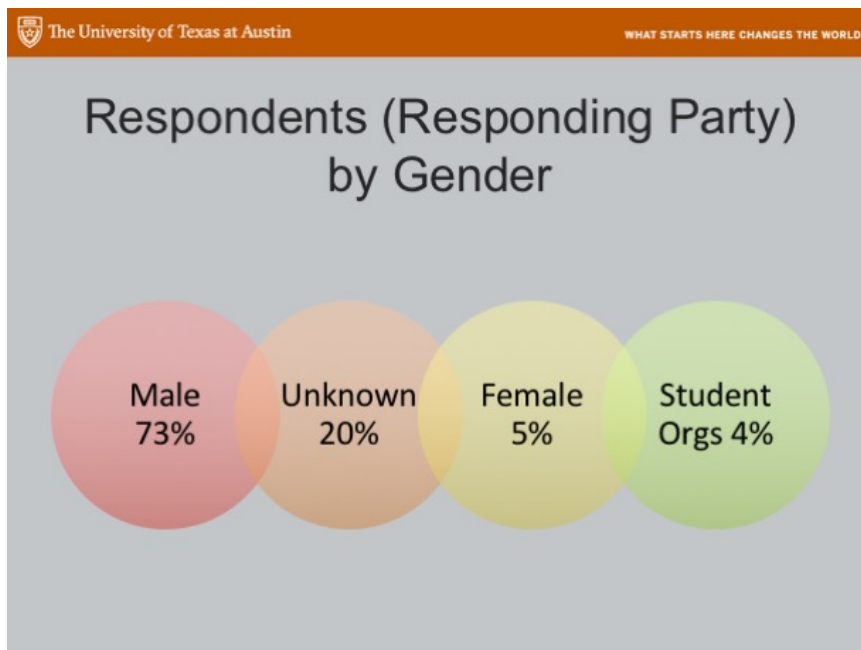 The University of Texas at Austin
WHAT STARTS HERE CHANGES THE WORLD
Respondents (Responding Party)
by Gender
Male
73%
Unknown
20%
Female
5%
Student
Orgs 4%